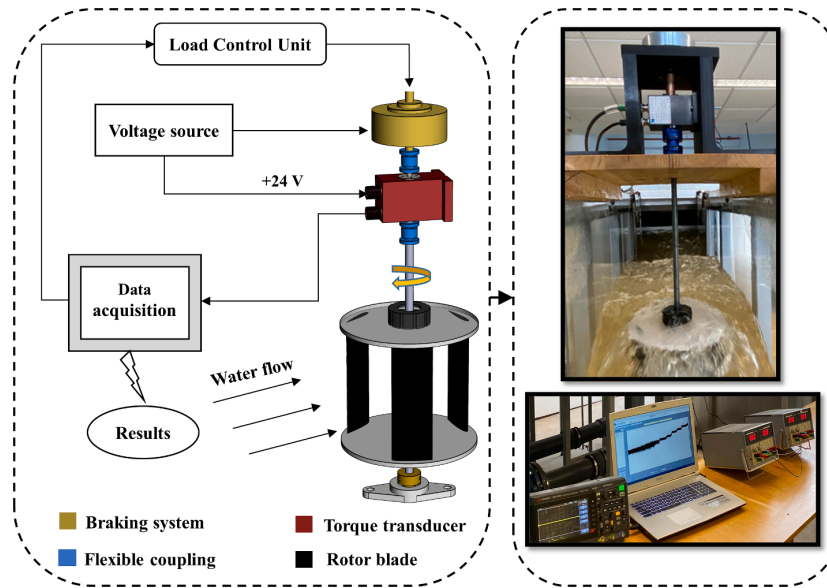 Load Control Unit
Voltage source
+24 V
Data
acquisition
Water flow
Results
Braking system
Torque transducer
Flexible coupling
Rotor blade